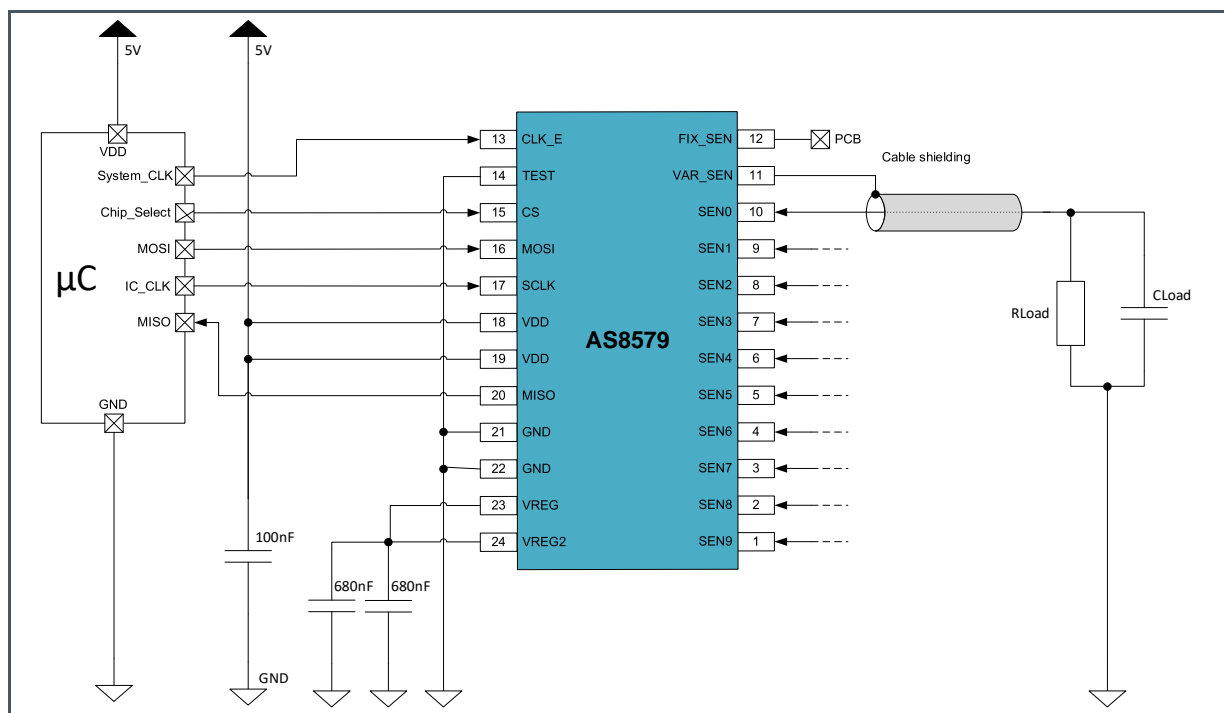 5V
5V
VDD
System_CLK
Chip_Select
MOSI
IC_CLK
MISO
µC
GND
100nF
GND
680nF
680nF
13 CLK_E
14 TEST
15 CS
16 MOSI
17 SCLK
18 VDD
19 VDD
20 MISO
21 GND
22 GND
23 VREG
24 VREG2
AS8579
FIX_SEN 12
VAR_SEN 11
SEN0 10
SEN1 9
SEN2 8
SEN3 7
SEN4 6
SEN5 5
SEN6 4
SEN7 3
SEN8 2
SEN9 1
PCB
Cable shielding
RLoad
CLoad